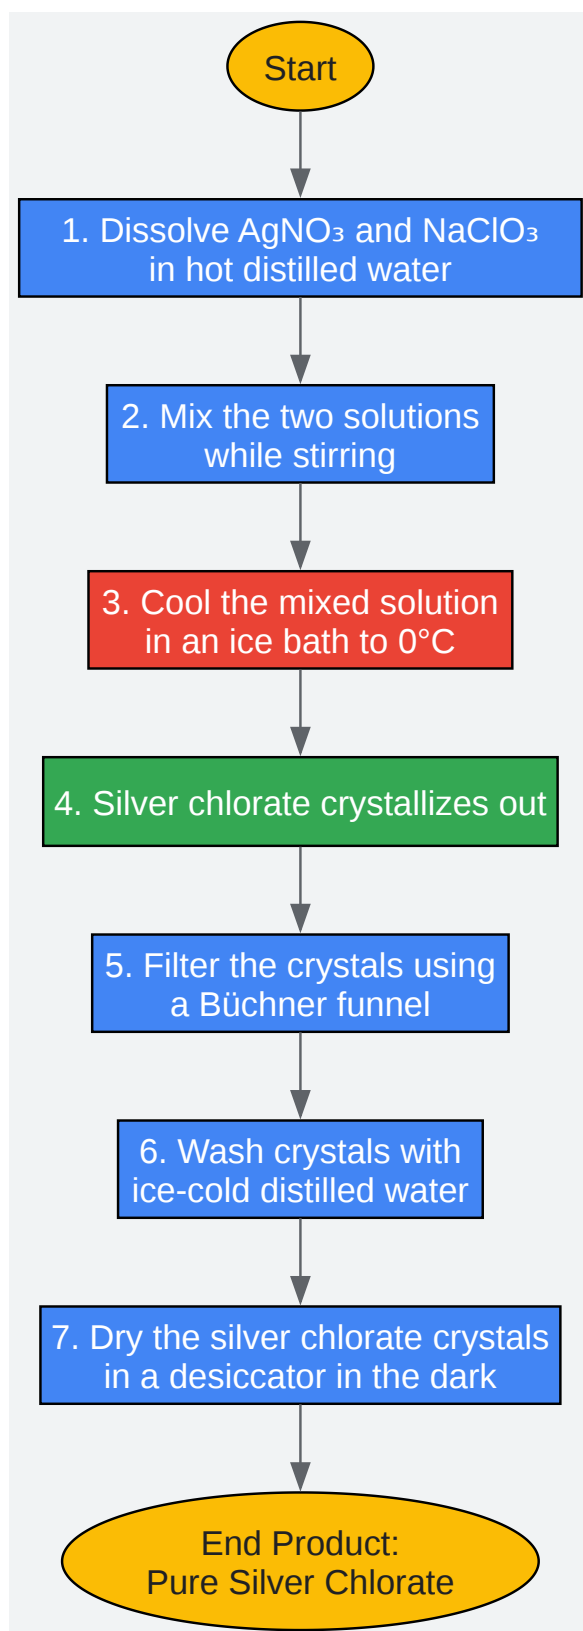 Start
1. Dissolve AgNO₃ and NaClO₃
in hot distilled water
2. Mix the two solutions
while stirring
3. Cool the mixed solution
in an ice bath to 0°C
4. Silver chlorate crystallizes out
5. Filter the crystals using
a Büchner funnel
6. Wash crystals with
ice-cold distilled water
7. Dry the silver chlorate crystals
in a desiccator in the dark
End Product:
Pure Silver Chlorate